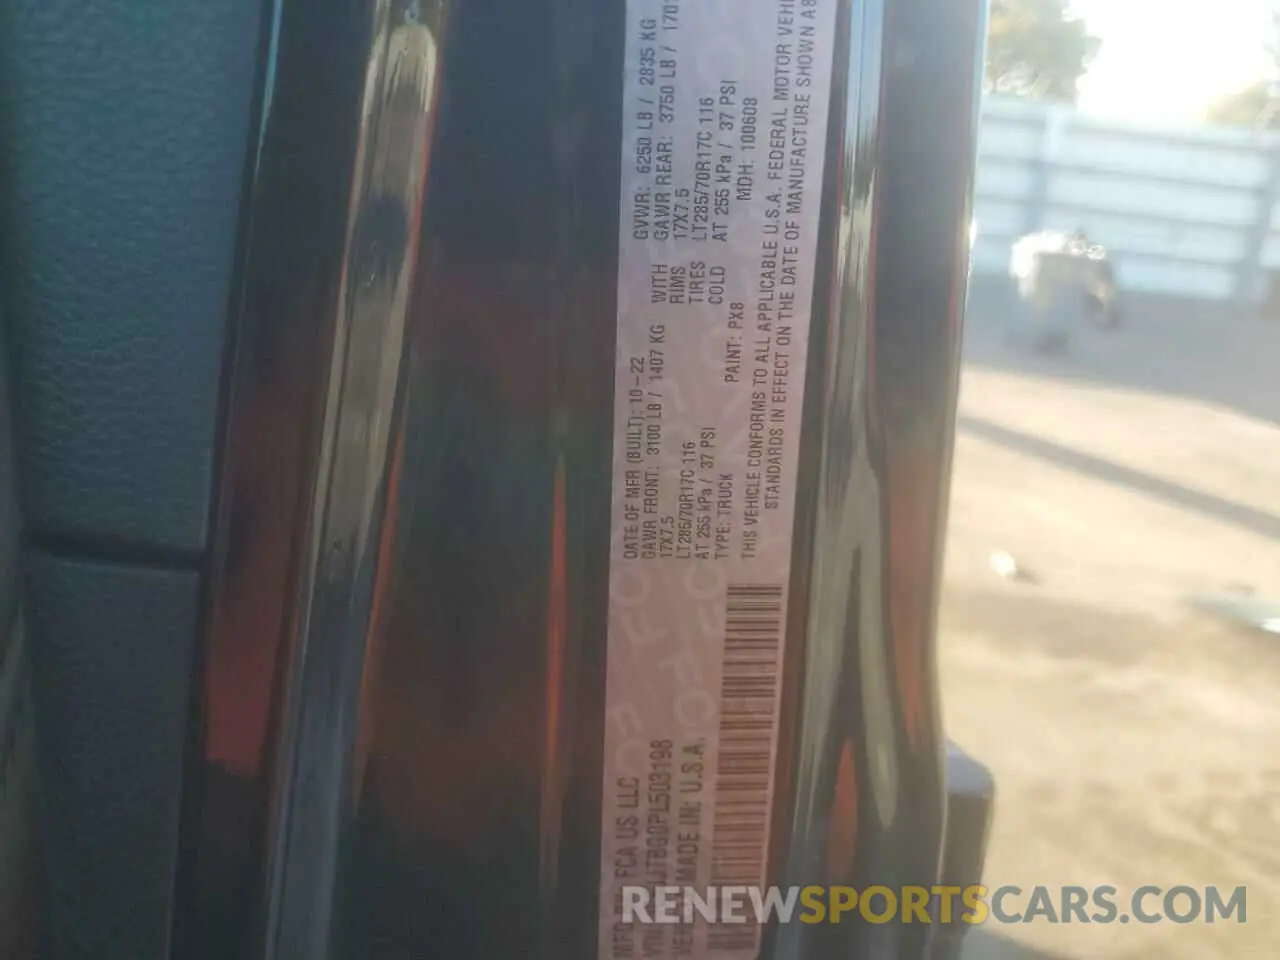 FCA US LLC
DATE OF MFR (BUILT): 10-22
GVWR: 6250 LB / 2835 KG
GAWR FRONT: 3100 LB / 1407 KG
WITH
GAWR REAR: 3750 LB /
17X7.5
RIMS
17X7.5
LT285/70R17C 116
TIRES
LT285/70R17C 116
AT 255 kPa / 37 PSI
COLD
AT 255 kPa / 37 PSI
TYPE: TRUCK
PAINT: PX8
MDH: 100608
THIS VEHICLE CONFORMS TO ALL APPLICABLE U.S.A. FEDERAL MOTOR
STANDARDS IN EFFECT ON THE DATE OF MANUFACTURE SHOWN
JTBG0PL503198
MADE IN: U.S.A.
RENEWSPORTSCARS.COM